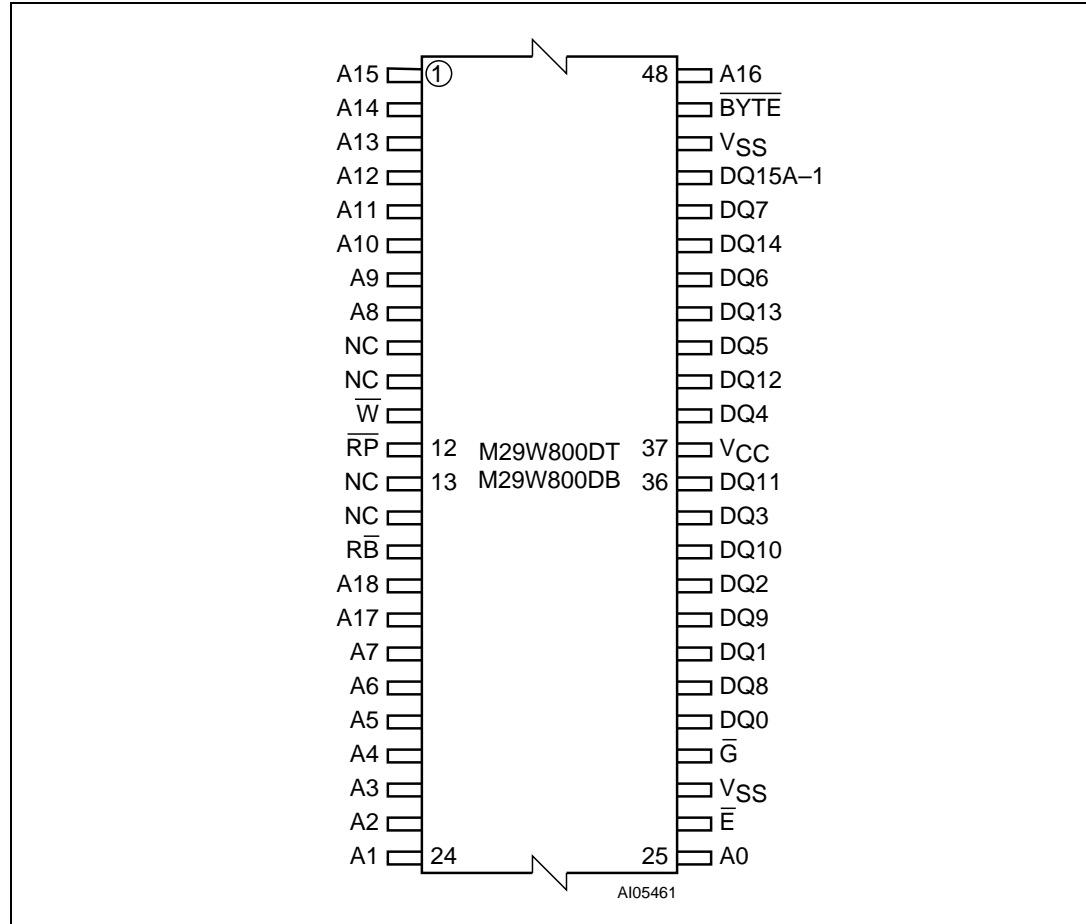 A15 1 48 A16
A14 B̅Y̅T̅E̅
A13 VSS
A12 DQ15A–1
A11 DQ7
A10 DQ14
A9 DQ6
A8 DQ13
NC DQ5
NC DQ12
W̅ DQ4
R̅P̅ 12 M29W800DT 37 VCC
NC 13 M29W800DB 36 DQ11
NC DQ3
RB̅ DQ10
A18 DQ2
A17 DQ9
A7 DQ1
A6 DQ8
A5 DQ0
A4 G̅
A3 VSS
A2 E̅
A1 24 25 A0
AI05461